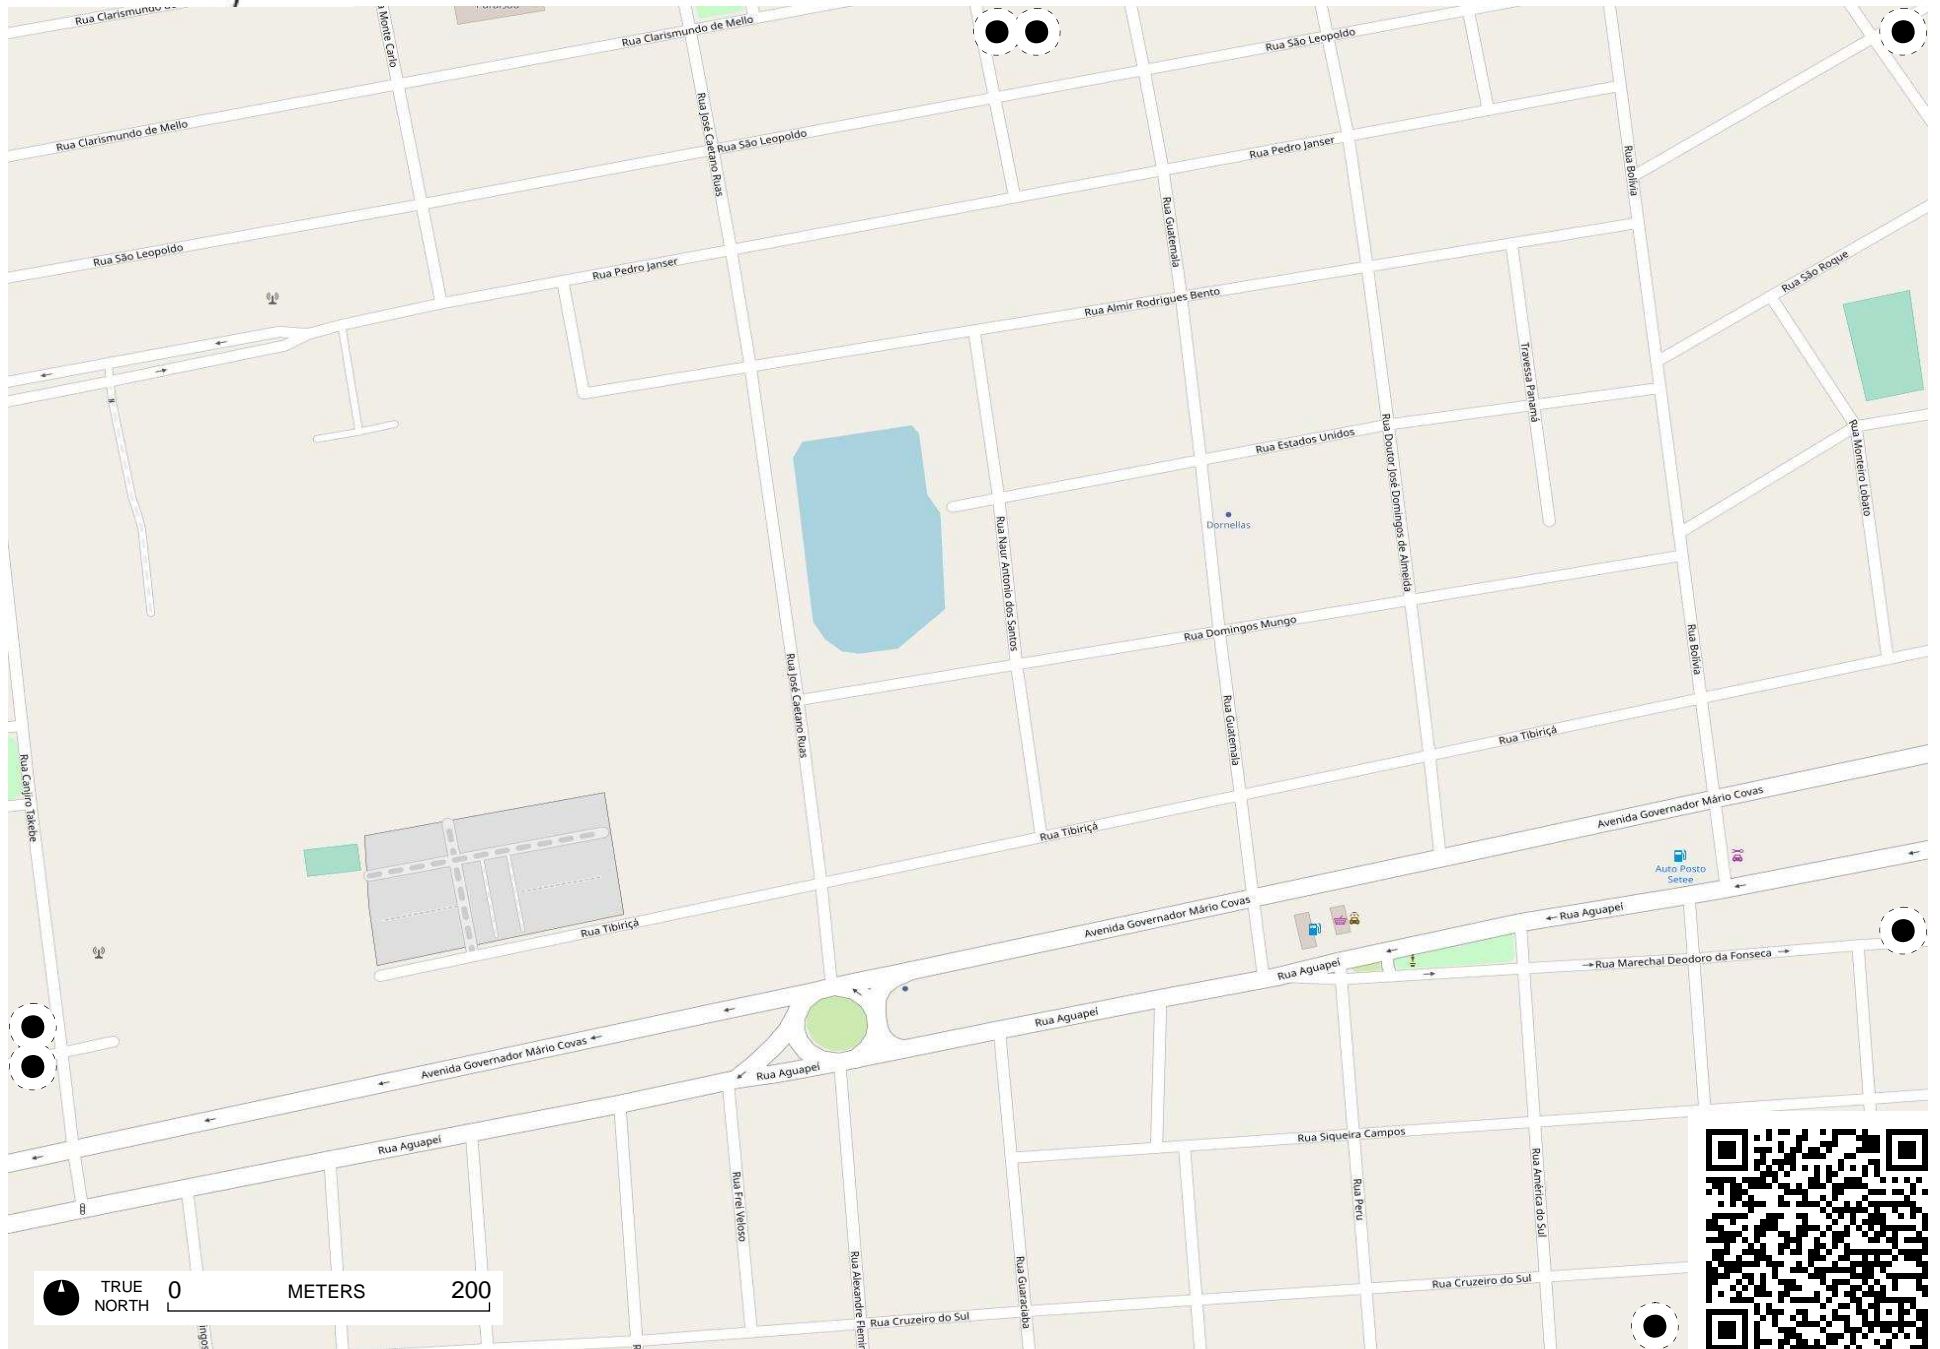 Rua Clarismundo
Rua Clarismundo de Mello
Rua São Leopoldo
Monte Carlo
Rua Clarismundo de Mello
Rua José Caetano Ruas
Rua São Leopoldo
Rua Pedro Janser
Rua Bolívia
Rua São Leopoldo
Rua Pedro Janser
Rua Guatemala
Rua São Roque
Rua Almir Rodrigues Bento
Travessa Panamá
Rua Estados Unidos
Rua Doutor José Domingos de Almeida
Rua Monteiro Lobato
Dornellas
Rua Naur Antonio dos Santos
Rua Domingos Mungo
Rua Bolívia
Rua José Caetano Ruas
Rua Guatemala
Rua Tibiriçá
Rua Canjiro Takebe
Avenida Governador Mário Covas
Rua Tibiriçá
Auto Posto
Setee
Rua Aguapeí
Avenida Governador Mário Covas
Rua Tibiriçá
Rua Marechal Deodoro da Fonseca
Rua Aguapeí
Rua Aguapeí
Avenida Governador Mário Covas
Rua Aguapeí
Rua Aguapeí
Rua Siqueira Campos
Rua Frei Veloso
Rua Peru
Rua América do Sul
Rua Alexandre Flemin
Rua Guaraciaba
Rua Cruzeiro do Sul
Rua Cruzeiro do Sul
TRUE
NORTH
0 METERS 200